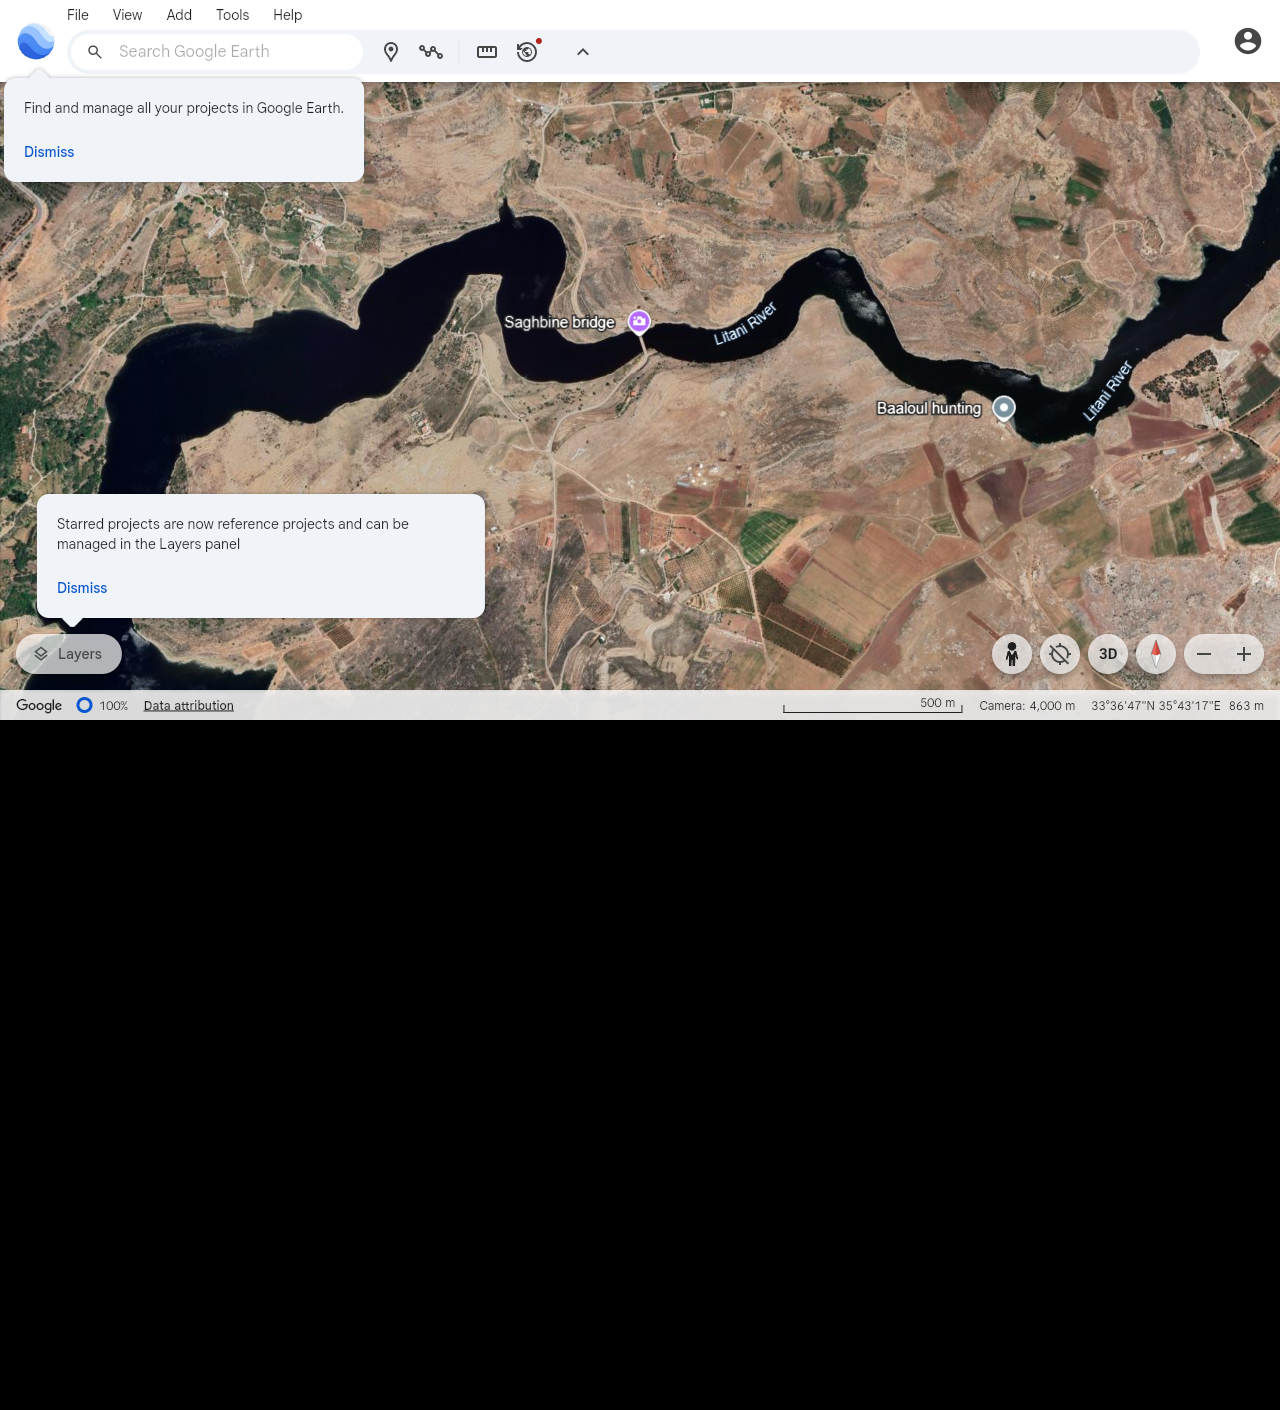 File View Add Tools Help
Search Google Earth
Find and manage all your projects in Google Earth.
Dismiss
Saghbine bridge
Litani River
Litani River
Baaloul hunting
Starred projects are now reference projects and can be
managed in the Layers panel
Dismiss
Layers
3D
Google 100% Data attribution 500 m Camera: 4,000 m 33°36'47"N 35°43'17"E 863 m